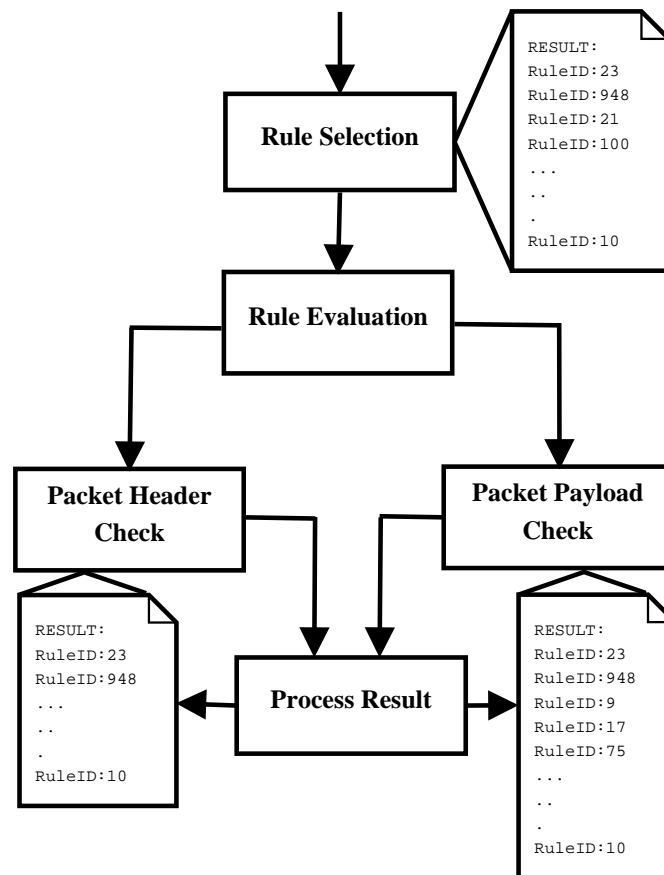 Rule Selection
RESULT:
RuleID:23
RuleID:948
RuleID:21
RuleID:100
...
..
.
RuleID:10
Rule Evaluation
Packet Header
Check
Packet Payload
Check
RESULT:
RuleID:23
RuleID:948
...
..
.
RuleID:10
Process Result
RESULT:
RuleID:23
RuleID:948
RuleID:9
RuleID:17
RuleID:75
...
..
.
RuleID:10